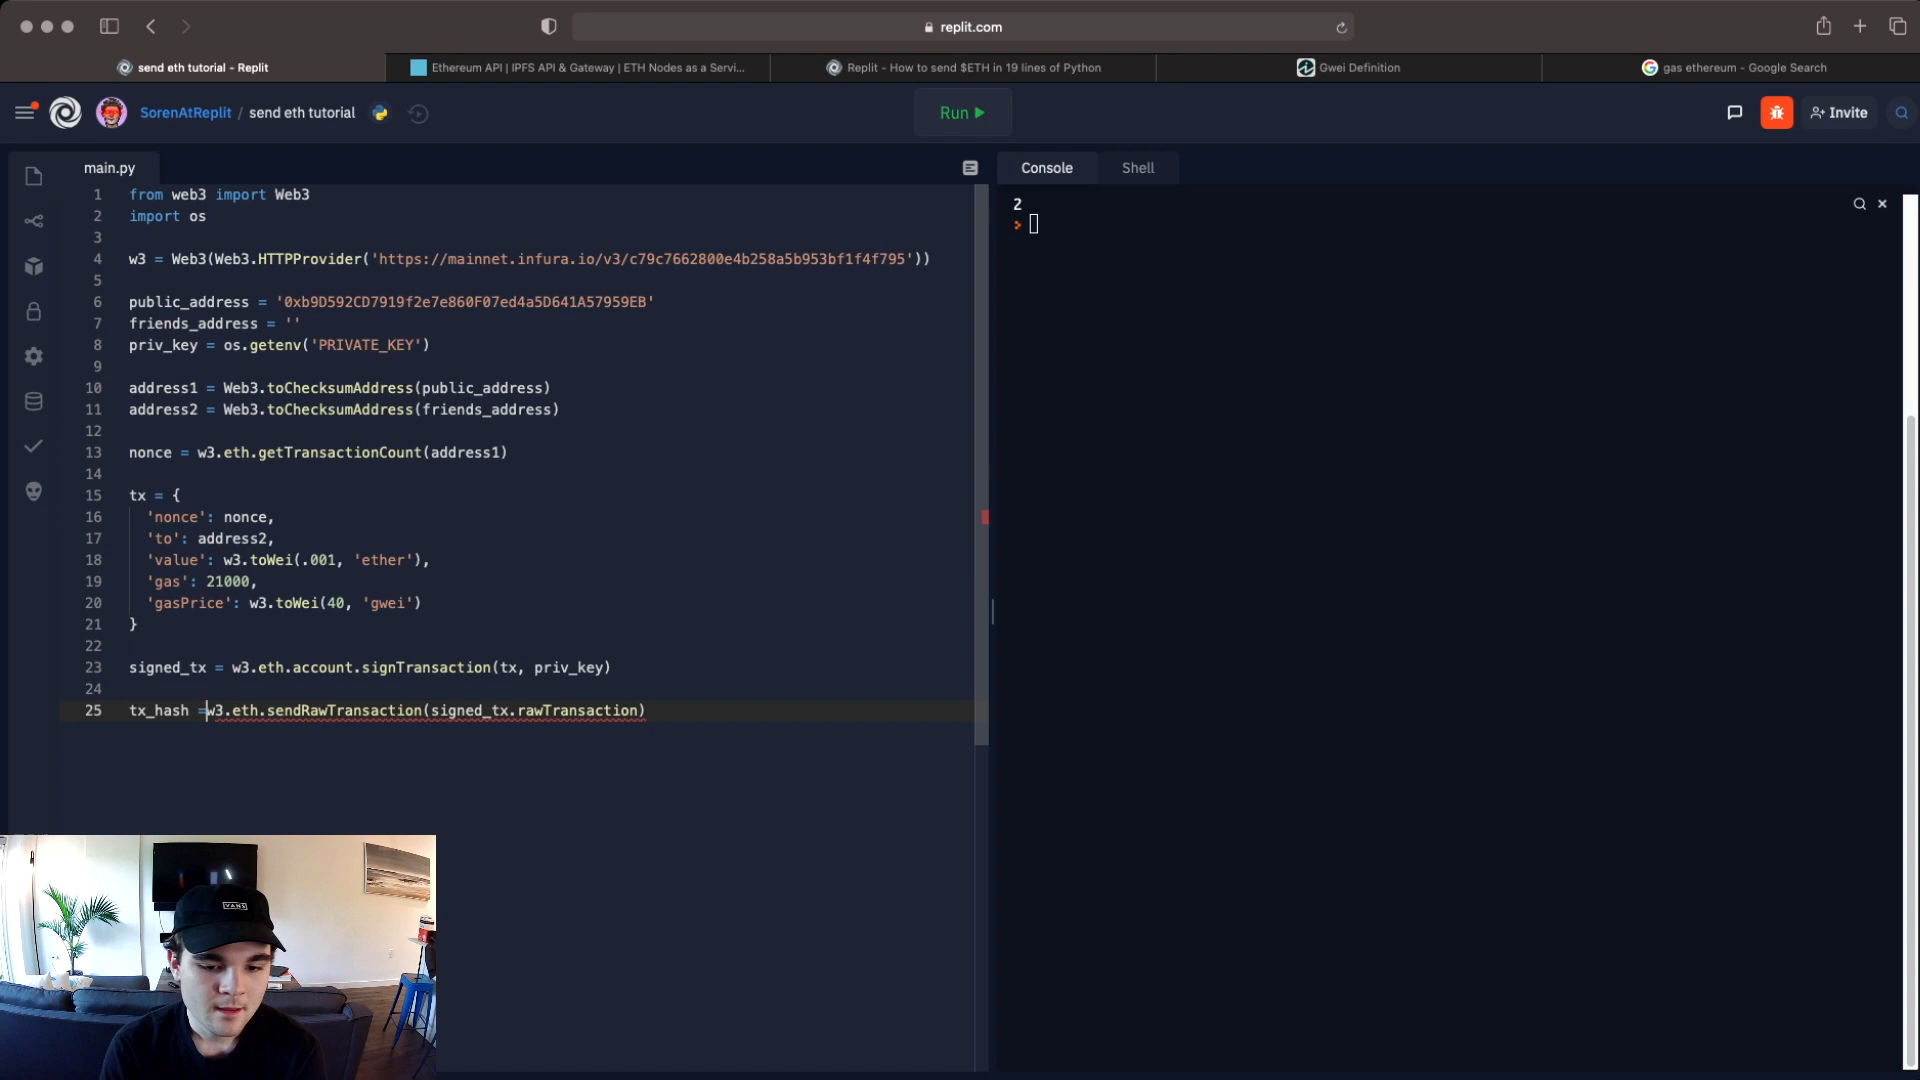 replit.com
send eth tutorial - Replit
Ethereum API | IPFS API & Gateway | ETH Nodes as a Servi...
Replit - How to send $ETH in 19 lines of Python
Gwei Definition
gas ethereum - Google Search
SorenAtReplit / send eth tutorial
Run
Invite
main.py
Console
Shell
1 from web3 import Web3
2 import os
3
4 w3 = Web3(Web3.HTTPProvider('https://mainnet.infura.io/v3/c79c7662800e4b258a5b953bf1f4f795'))
5
6 public_address = '0xb9D592CD7919f2e7e860F07ed4a5D641A57959EB'
7 friends_address = ''
8 priv_key = os.getenv('PRIVATE_KEY')
9
10 address1 = Web3.toChecksumAddress(public_address)
11 address2 = Web3.toChecksumAddress(friends_address)
12
13 nonce = w3.eth.getTransactionCount(address1)
14
15 tx = {
16 'nonce': nonce,
17 'to': address2,
18 'value': w3.toWei(.001, 'ether'),
19 'gas': 21000,
20 'gasPrice': w3.toWei(40, 'gwei')
21 }
22
23 signed_tx = w3.eth.account.signTransaction(tx, priv_key)
24
25 tx_hash =w3.eth.sendRawTransaction(signed_tx.rawTransaction)
2
>
VANS